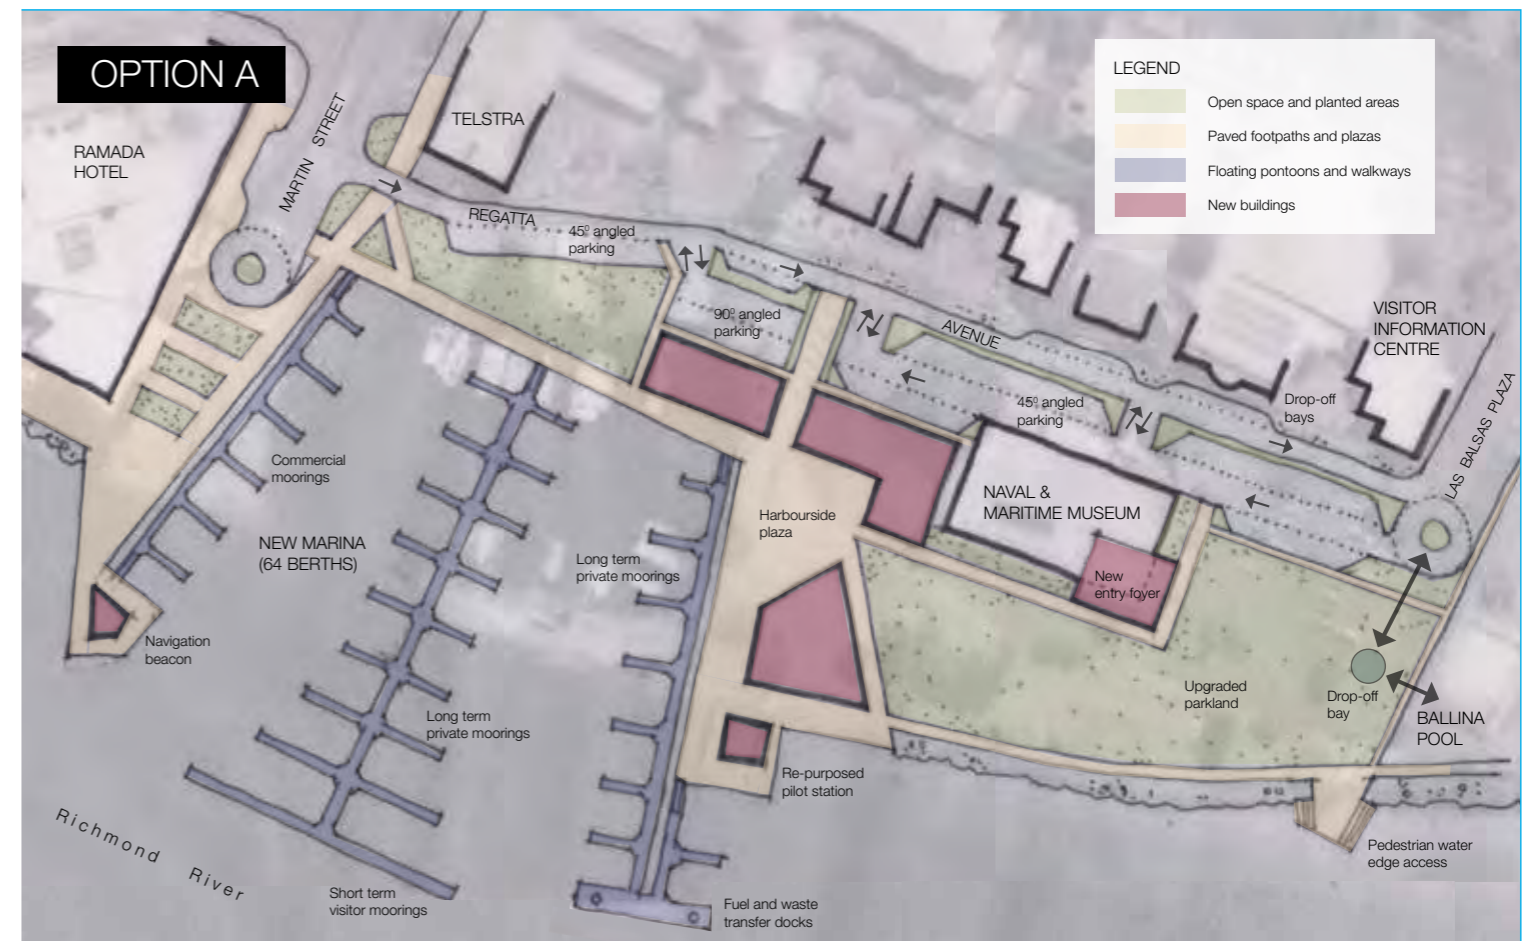 OPTION A
LEGEND
Open space and planted areas
Paved footpaths and plazas
Floating pontoons and walkways
New buildings
RAMADA
HOTEL
MARTIN STREET
TELSTRA
REGATTA
45º angled
parking
90º angled
parking
AVENUE
45º angled
parking
VISITOR
INFORMATION
CENTRE
Drop-off
bays
LAS BALSAS PLAZA
Commercial
moorings
NEW MARINA
(64 BERTHS)
Long term
private moorings
Harbourside
plaza
NAVAL &
MARITIME MUSEUM
New
entry foyer
Navigation
beacon
Long term
private moorings
Upgraded
parkland
Drop-off
bay
BALLINA
POOL
Re-purposed
pilot station
Richmond River
Short term
visitor moorings
Fuel and waste
transfer docks
Pedestrian water
edge access